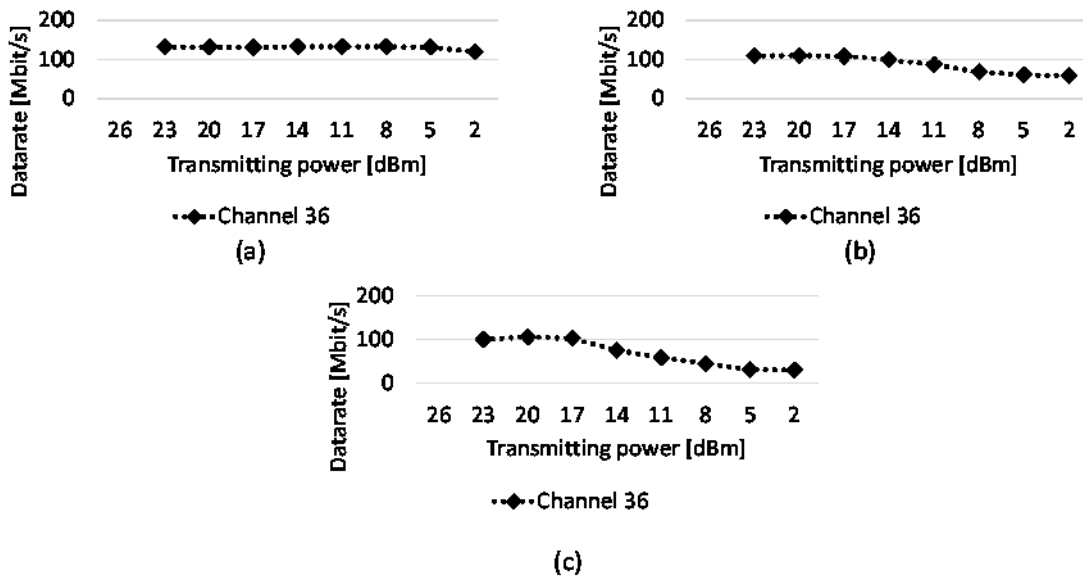 Datarate [Mbit/s]
200
100
0
26 23 20 17 14 11 8 5 2
Transmitting power [dBm]
Channel 36
(a)
Datarate [Mbit/s]
200
100
0
26 23 20 17 14 11 8 5 2
Transmitting power [dBm]
Channel 36
(b)
Datarate [Mbit/s]
200
100
0
26 23 20 17 14 11 8 5 2
Transmitting power [dBm]
Channel 36
(c)